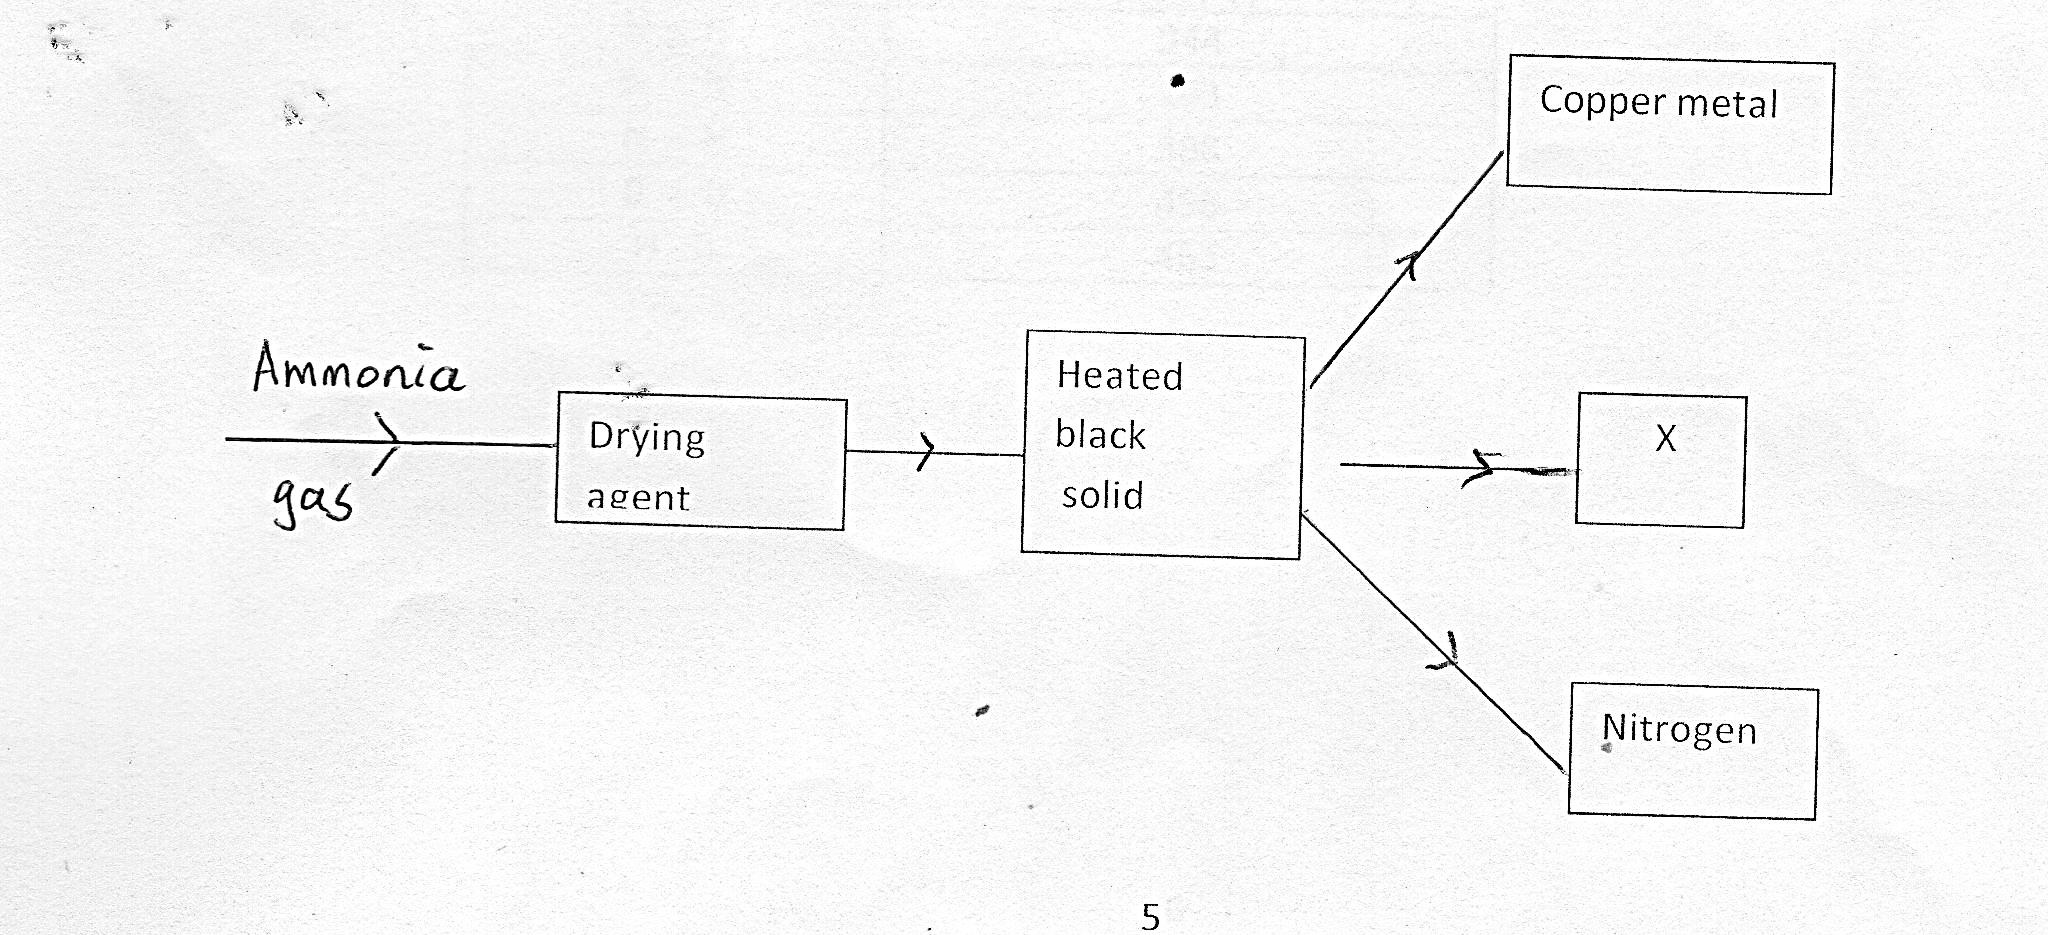 Ammonia
gas
Drying
agent
Heated
black
solid
Copper metal
X
Nitrogen
5